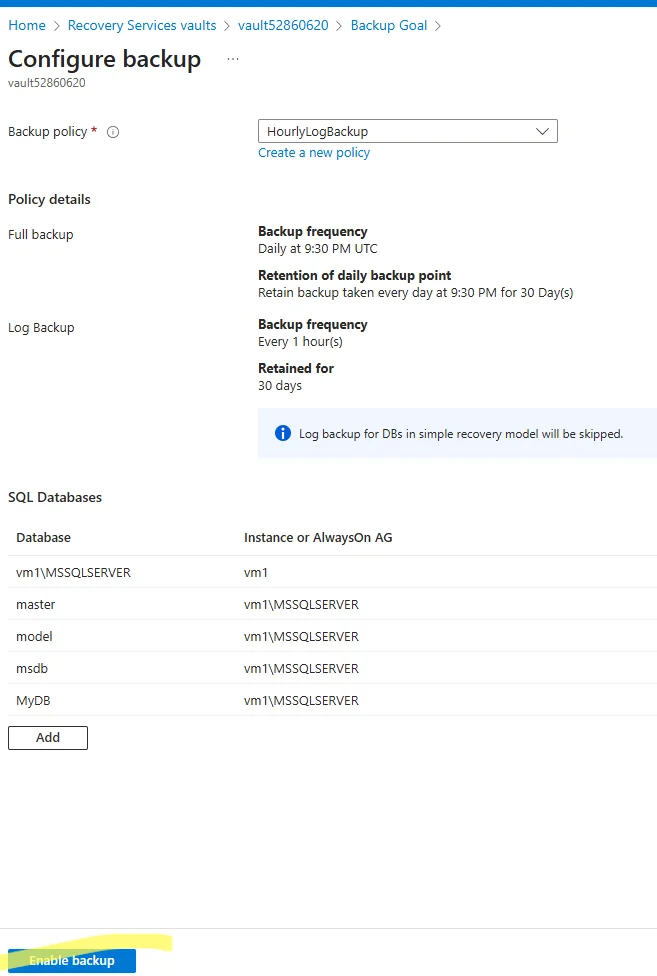 Home > Recovery Services vaults > vault52860620 > Backup Goal >
Configure backup ...
vault52860620
Backup policy * HourlyLogBackup
Create a new policy
Policy details
Full backup Backup frequency
Daily at 9:30 PM UTC
Retention of daily backup point
Retain backup taken every day at 9:30 PM for 30 Day(s)
Log Backup Backup frequency
Every 1 hour(s)
Retained for
30 days
Log backup for DBs in simple recovery model will be skipped.
SQL Databases
Database Instance or AlwaysOn AG
vm1\MSSQLSERVER vm1
master vm1\MSSQLSERVER
model vm1\MSSQLSERVER
msdb vm1\MSSQLSERVER
MyDB vm1\MSSQLSERVER
Add
Enable backup